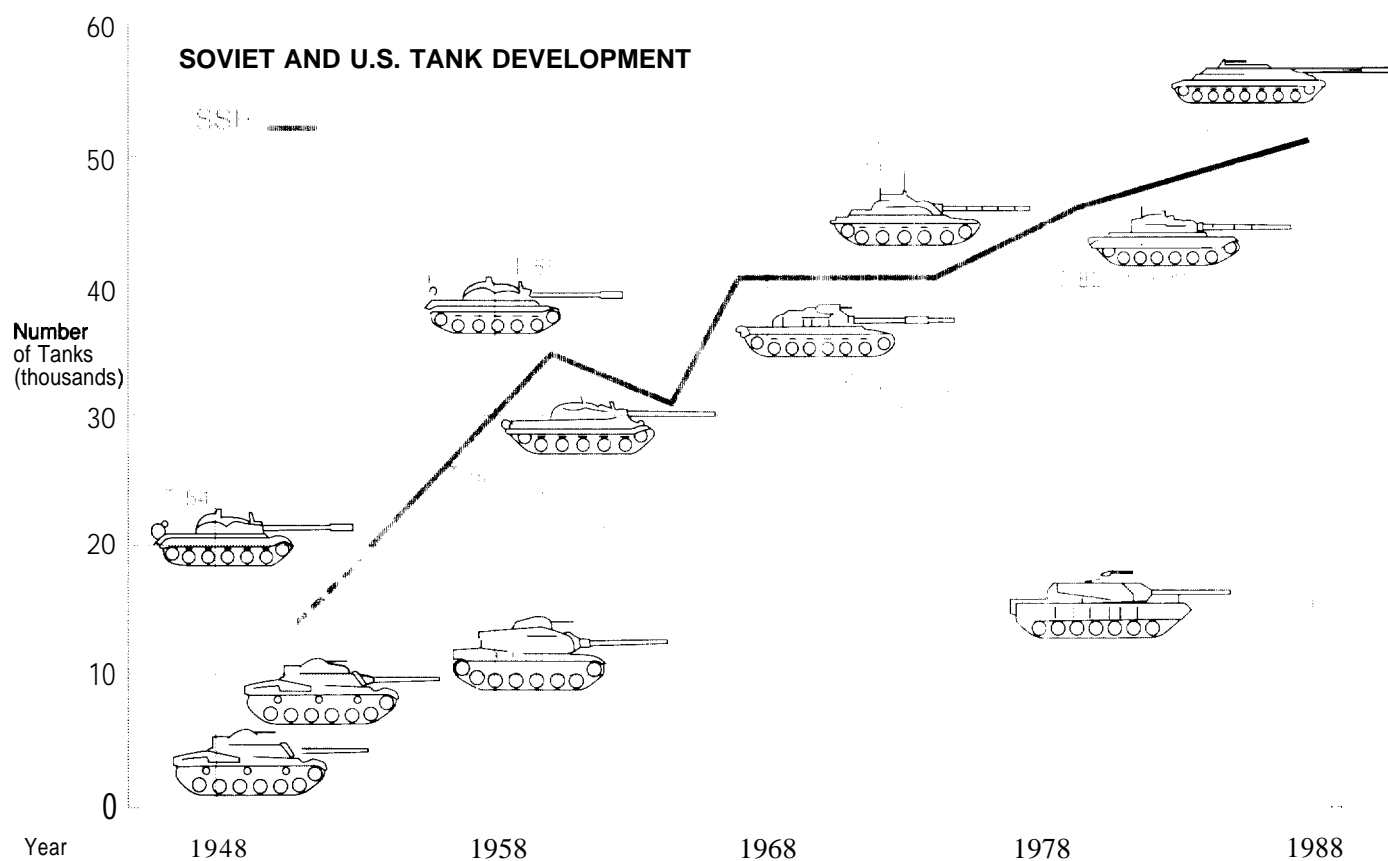 60
SOVIET AND U.S. TANK DEVELOPMENT
50
40
Number
of Tanks
(thousands)
30
20
10
0
Year 1948 1958 1968 1978 1988